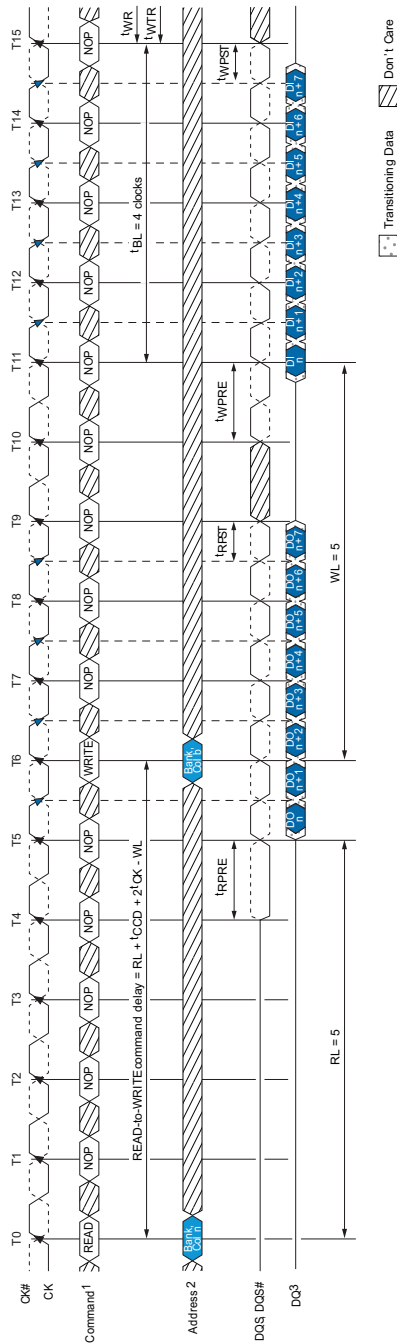 T0 T1 T2 T3 T4 T5 T6 T7 T8 T9 T10 T11 T12 T13 T14 T15
CK#
CK
Command1 READ NOP NOP NOP NOP NOP WRITE NOP NOP NOP NOP NOP NOP NOP NOP NOP
READ-to-WRITE command delay = RL + tCCD + 2tCK - WL
tBL = 4 clocks
tWR
tWTR
Address 2 Bank, Col n Bank, Col b
tRPRE tRPST tWPRE tWPST
DQS, DQS#
DQ3 DO n DO n + 1 DO n + 2 DO n + 3 DO n + 4 DO n + 5 DO n + 6 DO n + 7 DI n DI n + 1 DI n + 2 DI n + 3 DI n + 4 DI n + 5 DI n + 6 DI n + 7
RL = 5 WL = 5
Transitioning Data Don't Care